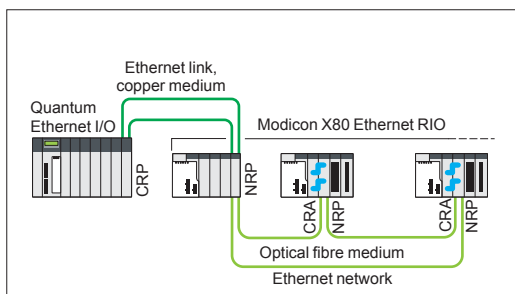 Ethernet link,
copper medium
Quantum
Ethernet I/O
Modicon X80 Ethernet RIO
CRP
NRP
CRA
NRP
CRA
NRP
Optical fibre medium
Ethernet network